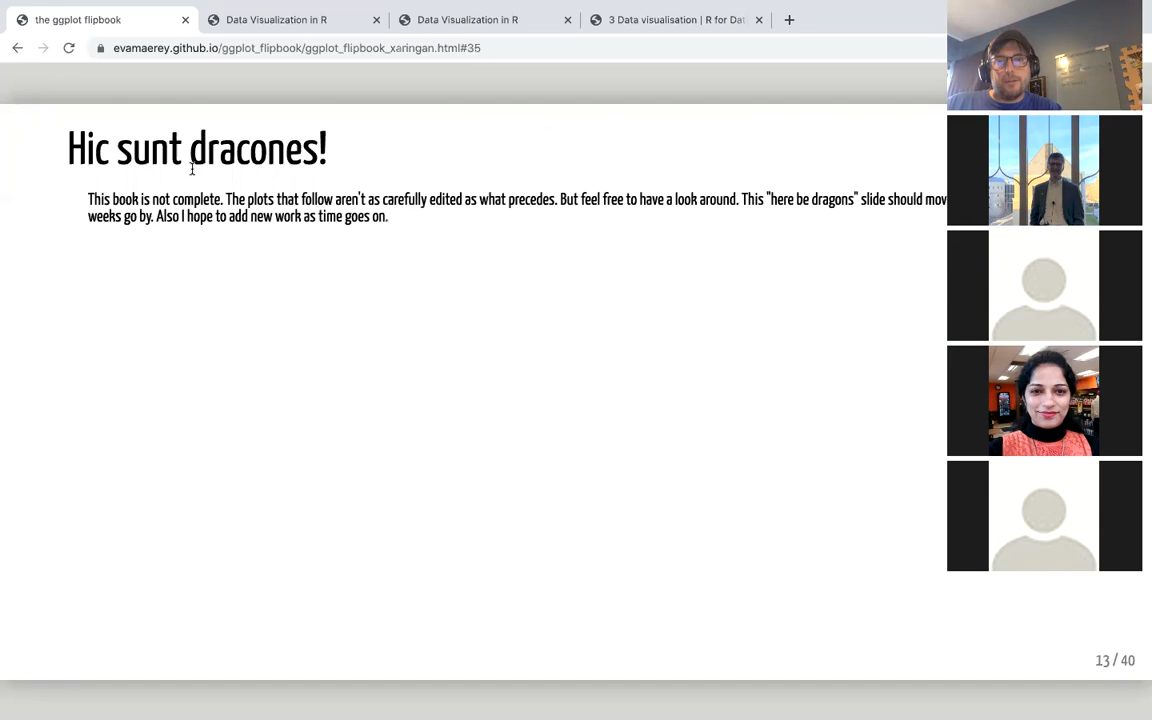 the ggplot flipbook
Data Visualization in R
Data Visualization in R
3 Data visualisation | R for Dat
evamaerey.github.io/ggplot_flipbook/ggplot_flipbook_xaringan.html#35
Hic sunt dracones!
This book is not complete. The plots that follow aren't as carefully edited as what precedes. But feel free to have a look around. This "here be dragons" slide should mov
weeks go by. Also I hope to add new work as time goes on.
13 / 40